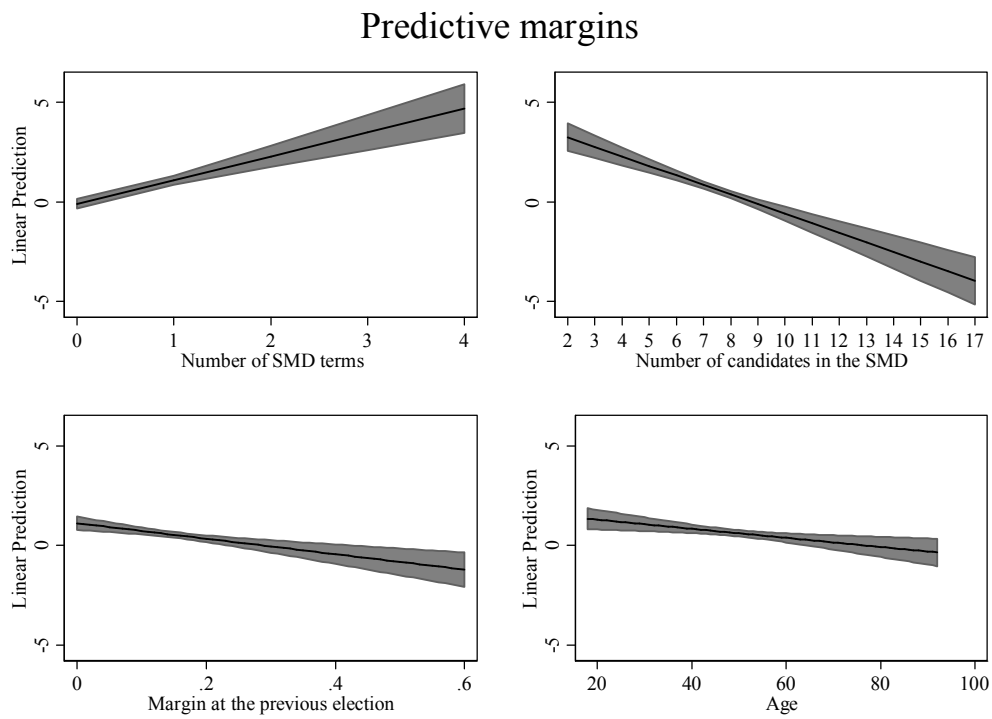 Predictive margins
Linear Prediction
5
0
-5
0 1 2 3 4
Number of SMD terms
5
0
-5
2 3 4 5 6 7 8 9 10 11 12 13 14 15 16 17
Number of candidates in the SMD
Linear Prediction
5
0
-5
0 .2 .4 .6
Margin at the previous election
Linear Prediction
5
0
-5
20 40 60 80 100
Age